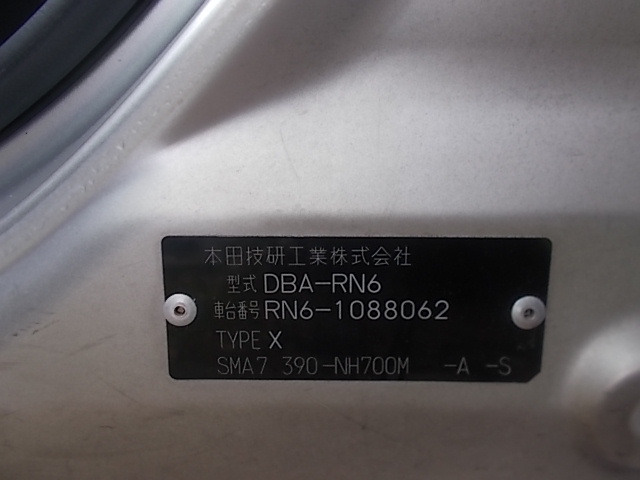 本田技研工業株式会社
型式 DBA-RN6
車台番号 RN6-1088062
TYPE X
SMA7 390-NH700M -A -S